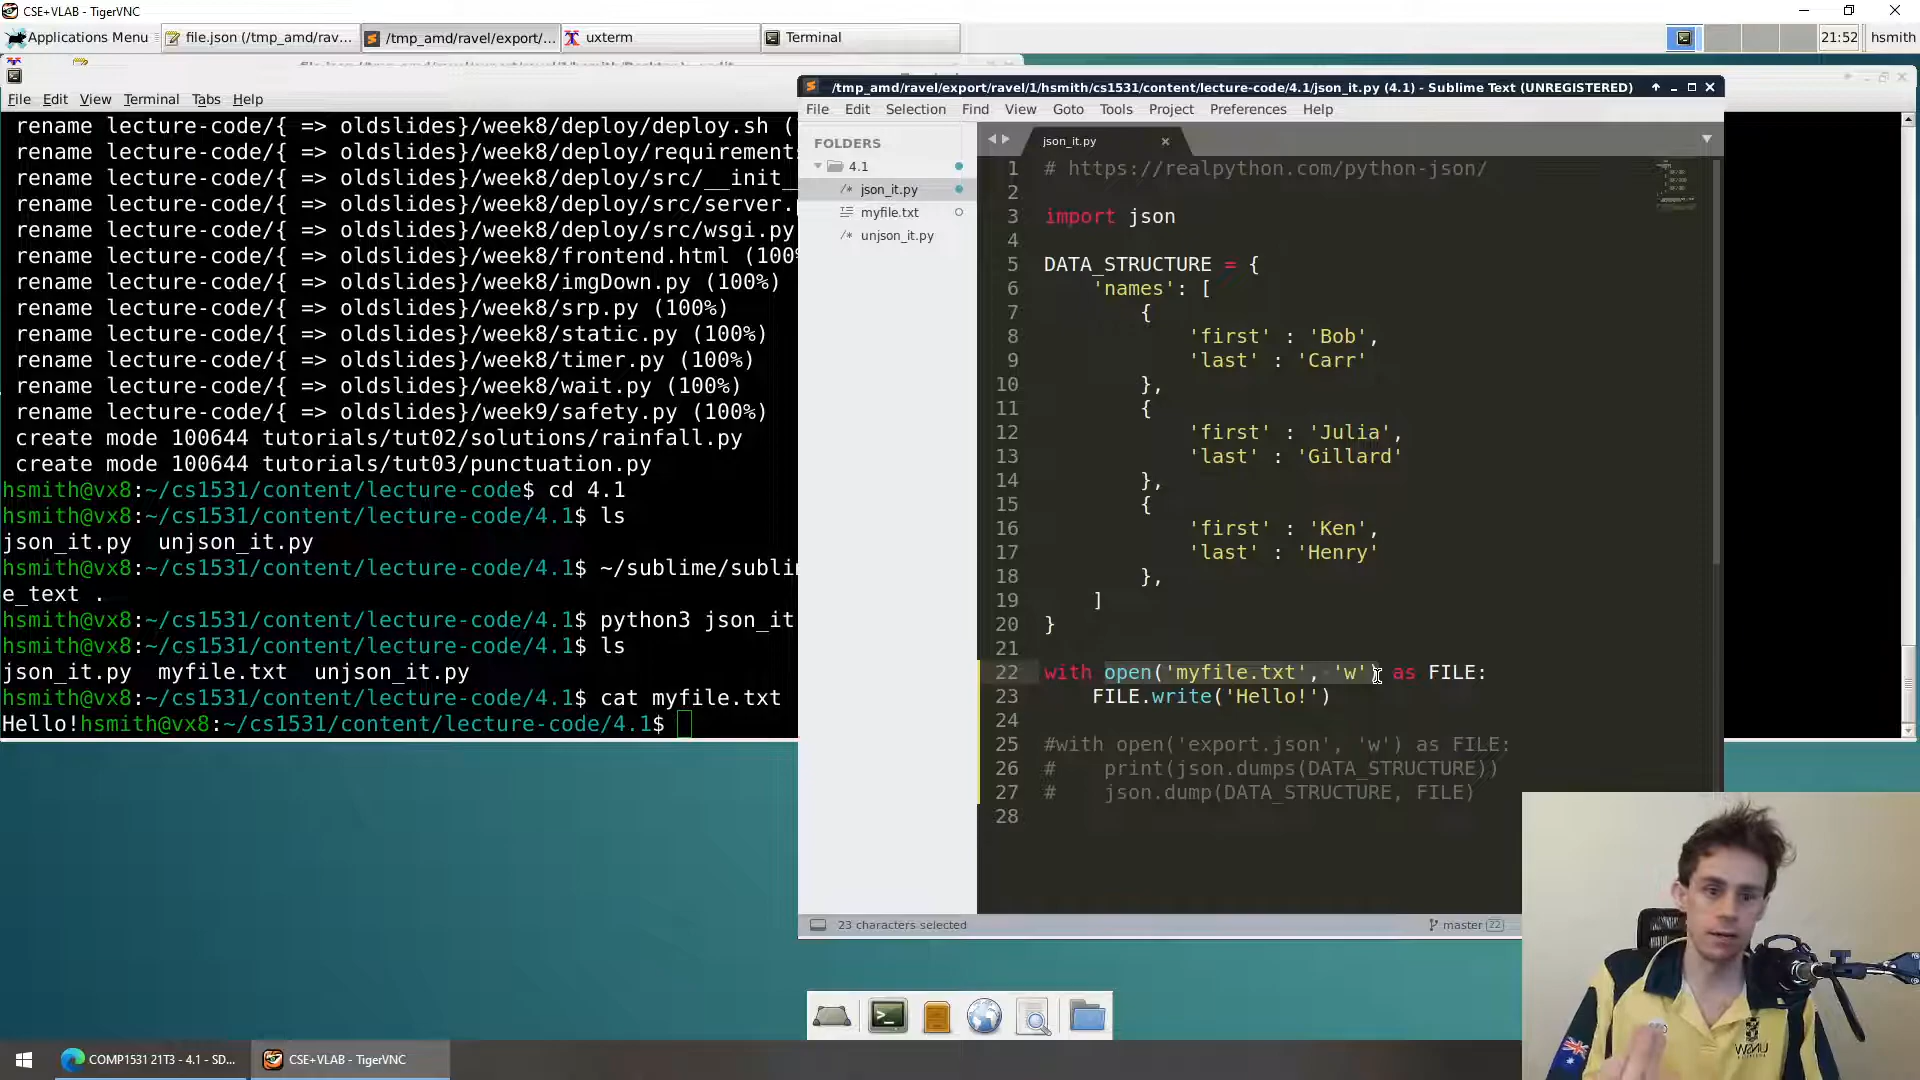 CSE+VLAB - TigerVNC
Applications Menu
file.json (/tmp_amd/rav...
/tmp_amd/ravel/export/...
uxterm
Terminal
21:52
hsmith
File Edit View Terminal Tabs Help
rename lecture-code/{ => oldslides}/week8/deploy/deploy.sh (
rename lecture-code/{ => oldslides}/week8/deploy/requirements
rename lecture-code/{ => oldslides}/week8/deploy/src/__init__
rename lecture-code/{ => oldslides}/week8/deploy/src/server.
rename lecture-code/{ => oldslides}/week8/deploy/src/wsgi.py
rename lecture-code/{ => oldslides}/week8/frontend.html (100%
rename lecture-code/{ => oldslides}/week8/imgDown.py (100%)
rename lecture-code/{ => oldslides}/week8/srp.py (100%)
rename lecture-code/{ => oldslides}/week8/static.py (100%)
rename lecture-code/{ => oldslides}/week8/timer.py (100%)
rename lecture-code/{ => oldslides}/week8/wait.py (100%)
rename lecture-code/{ => oldslides}/week9/safety.py (100%)
create mode 100644 tutorials/tut02/solutions/rainfall.py
create mode 100644 tutorials/tut03/punctuation.py
hsmith@vx8:~/cs1531/content/lecture-code$ cd 4.1
hsmith@vx8:~/cs1531/content/lecture-code/4.1$ ls
json_it.py unjson_it.py
hsmith@vx8:~/cs1531/content/lecture-code/4.1$ ~/sublime/subli
e_text .
hsmith@vx8:~/cs1531/content/lecture-code/4.1$ python3 json_it
hsmith@vx8:~/cs1531/content/lecture-code/4.1$ ls
json_it.py myfile.txt unjson_it.py
hsmith@vx8:~/cs1531/content/lecture-code/4.1$ cat myfile.txt
Hello!hsmith@vx8:~/cs1531/content/lecture-code/4.1$
/tmp_amd/ravel/export/ravel/1/hsmith/cs1531/content/lecture-code/4.1/json_it.py (4.1) - Sublime Text (UNREGISTERED)
File Edit Selection Find View Goto Tools Project Preferences Help
FOLDERS
4.1
json_it.py
myfile.txt
unjson_it.py
json_it.py
1 # https://realpython.com/python-json/
2
3 import json
4
5 DATA_STRUCTURE = {
6 'names': [
7 {
8 'first' : 'Bob',
9 'last' : 'Carr'
10 },
11 {
12 'first' : 'Julia',
13 'last' : 'Gillard'
14 },
15 {
16 'first' : 'Ken',
17 'last' : 'Henry'
18 },
19 ]
20 }
21
22 with open('myfile.txt', 'w') as FILE:
23 FILE.write('Hello!')
24
25 #with open('export.json', 'w') as FILE:
26 # print(json.dumps(DATA_STRUCTURE))
27 # json.dump(DATA_STRUCTURE, FILE)
28
23 characters selected
master 22
UNSW
COMP1531 21T3 - 4.1 - SD...
CSE+VLAB - TigerVNC